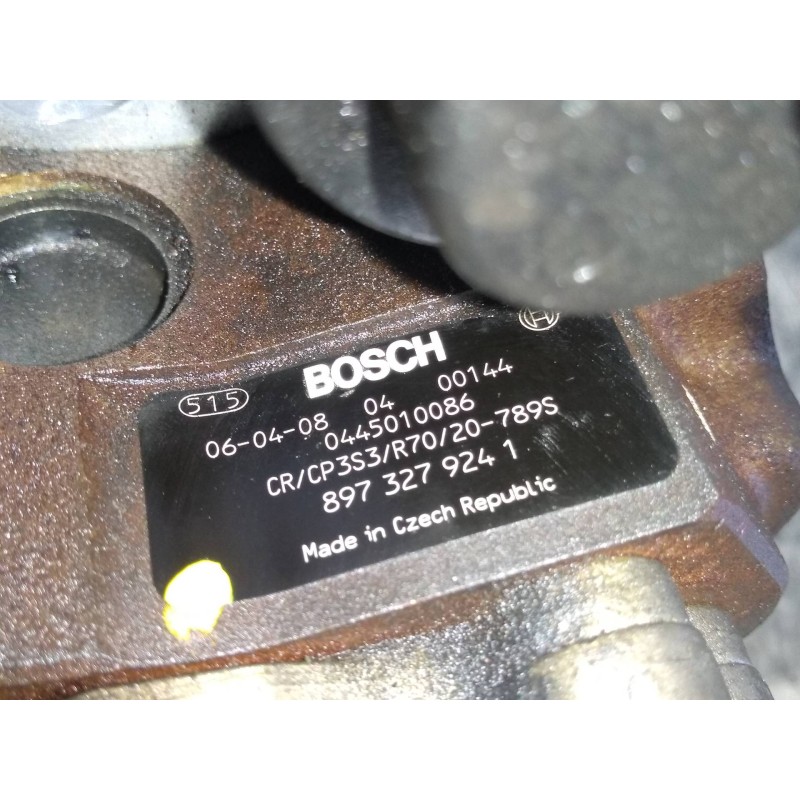 BOSCH
515
06-04-08 04 00144
0445010086
CR/CP3S3/R70/20-789S
897 327 924 1
Made in Czech Republic